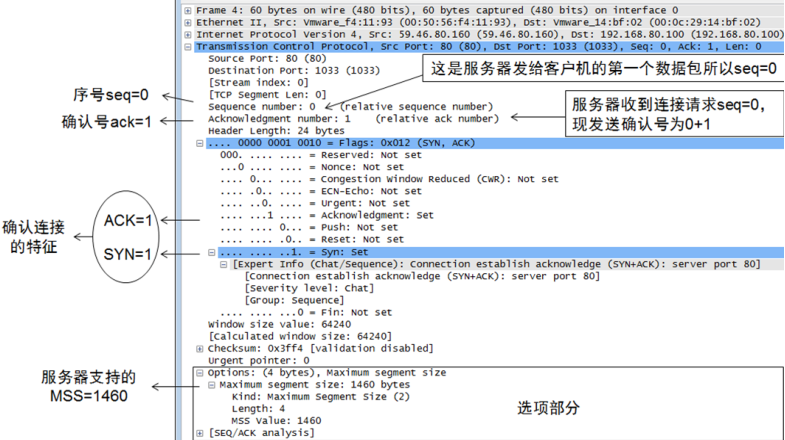 Frame 4: 60 bytes on wire (480 bits), 60 bytes captured (480 bits) on interface 0
Ethernet II, Src: Vmware_f4:11:93 (00:50:56:f4:11:93), Dst: Vmware_14:bf:02 (00:0c:29:14:bf:02)
Internet Protocol Version 4, Src: 59.46.80.160 (59.46.80.160), Dst: 192.168.80.100 (192.168.80.100)
Transmission Control Protocol, Src Port: 80 (80), Dst Port: 1033 (1033), Seq: 0, Ack: 1, Len: 0
Source Port: 80 (80)
Destination Port: 1033 (1033)
这是服务器发给客户机的第一个数据包所以seq=0
[Stream index: 0]
[TCP Segment Len: 0]
序号seq=0
Sequence number: 0 (relative sequence number)
确认号ack=1
Acknowledgment number: 1 (relative ack number)
服务器收到连接请求seq=0,
现发送确认号为0+1
Header Length: 24 bytes
.... 0000 0001 0010 = Flags: 0x012 (SYN, ACK)
000. .... .... = Reserved: Not set
...0 .... .... = Nonce: Not set
.... 0... .... = Congestion Window Reduced (CWR): Not set
.... .0.. .... = ECN-Echo: Not set
.... ..0. .... = Urgent: Not set
.... ...1 .... = Acknowledgment: Set
.... .... 0... = Push: Not set
.... .... .0.. = Reset: Not set
.... .... ..1. = Syn: Set
确认连接
的特征
ACK=1
SYN=1
[Expert Info (Chat/Sequence): Connection establish acknowledge (SYN+ACK): server port 80]
[Connection establish acknowledge (SYN+ACK): server port 80]
[Severity level: Chat]
[Group: Sequence]
.... .... ...0 = Fin: Not set
Window size value: 64240
[Calculated window size: 64240]
Checksum: 0x3ff4 [validation disabled]
Urgent pointer: 0
服务器支持的
MSS=1460
Options: (4 bytes), Maximum segment size
Maximum segment size: 1460 bytes
Kind: Maximum Segment Size (2)
Length: 4
MSS Value: 1460
选项部分
[SEQ/ACK analysis]